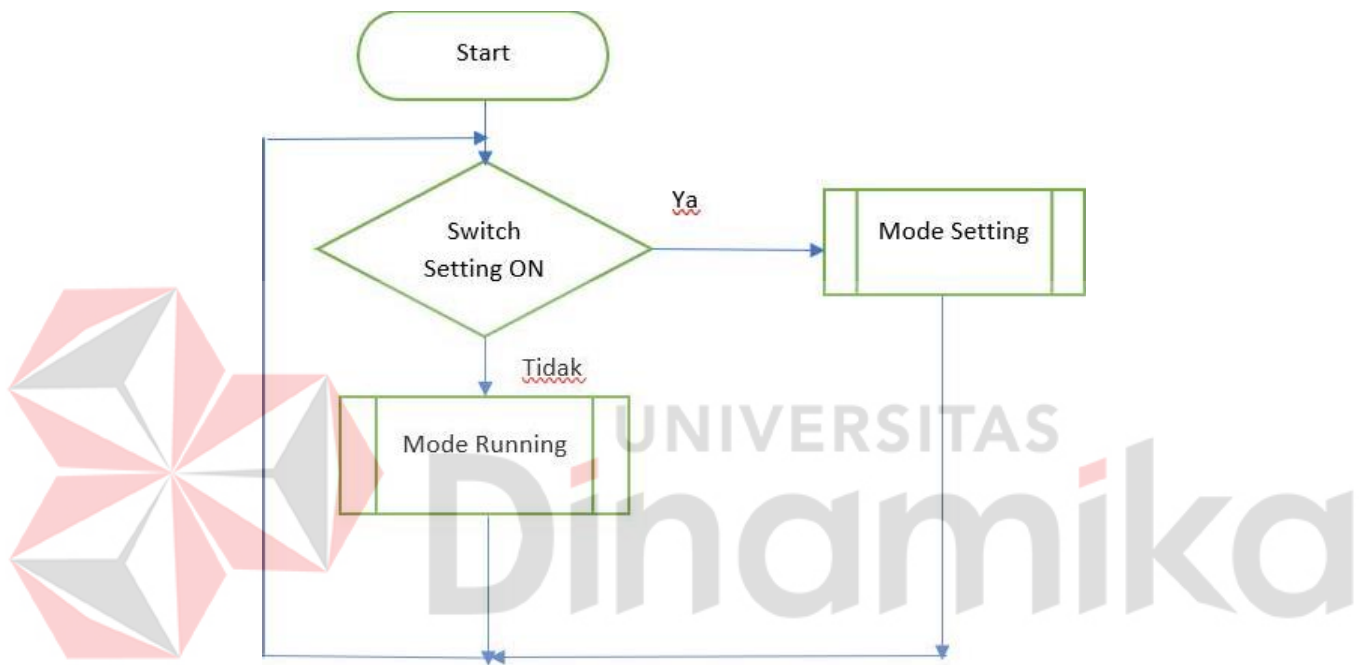 Start
Switch
Setting ON
Ya
Mode Setting
Tidak
Mode Running
UNIVERSITAS
Dinamika